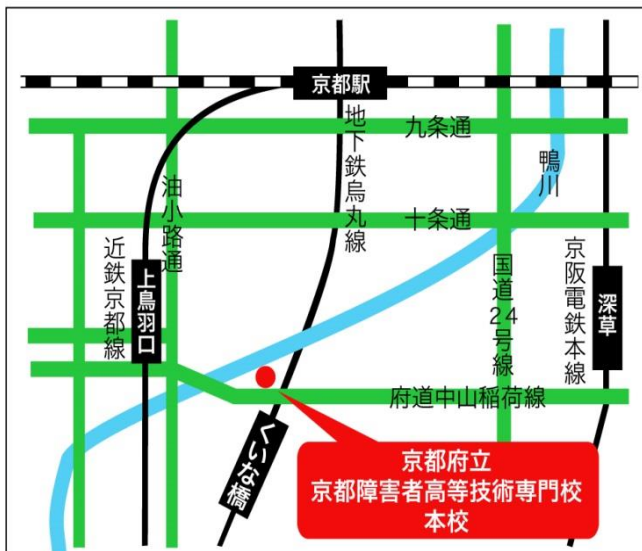 京都駅
九条通
地下鉄烏丸線
鴨川
油小路通
十条通
近鉄京都線
上鳥羽口
国道24号線
京阪電鉄本線
深草
府道中山稲荷線
くいな橋
京都府立
京都障害者高等技術専門校
本校